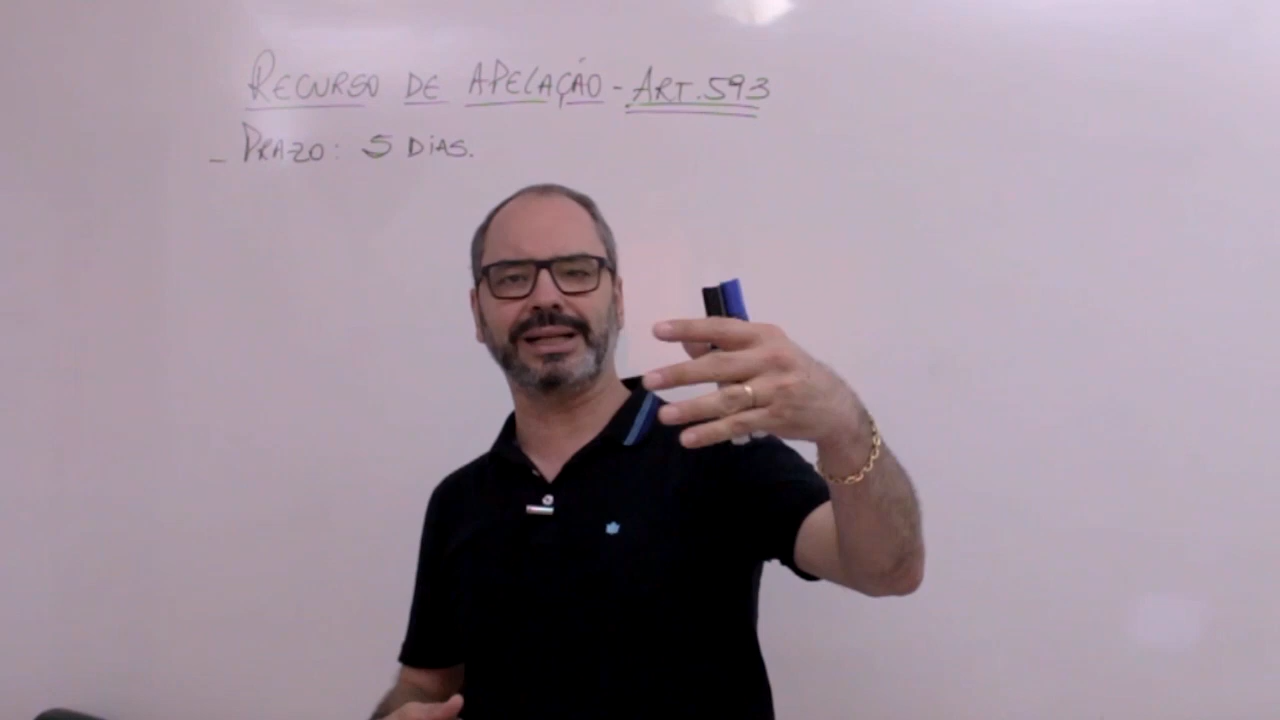 RECURSO DE APELAÇÃO - ART. 593
- PRAZO: 5 DIAS.